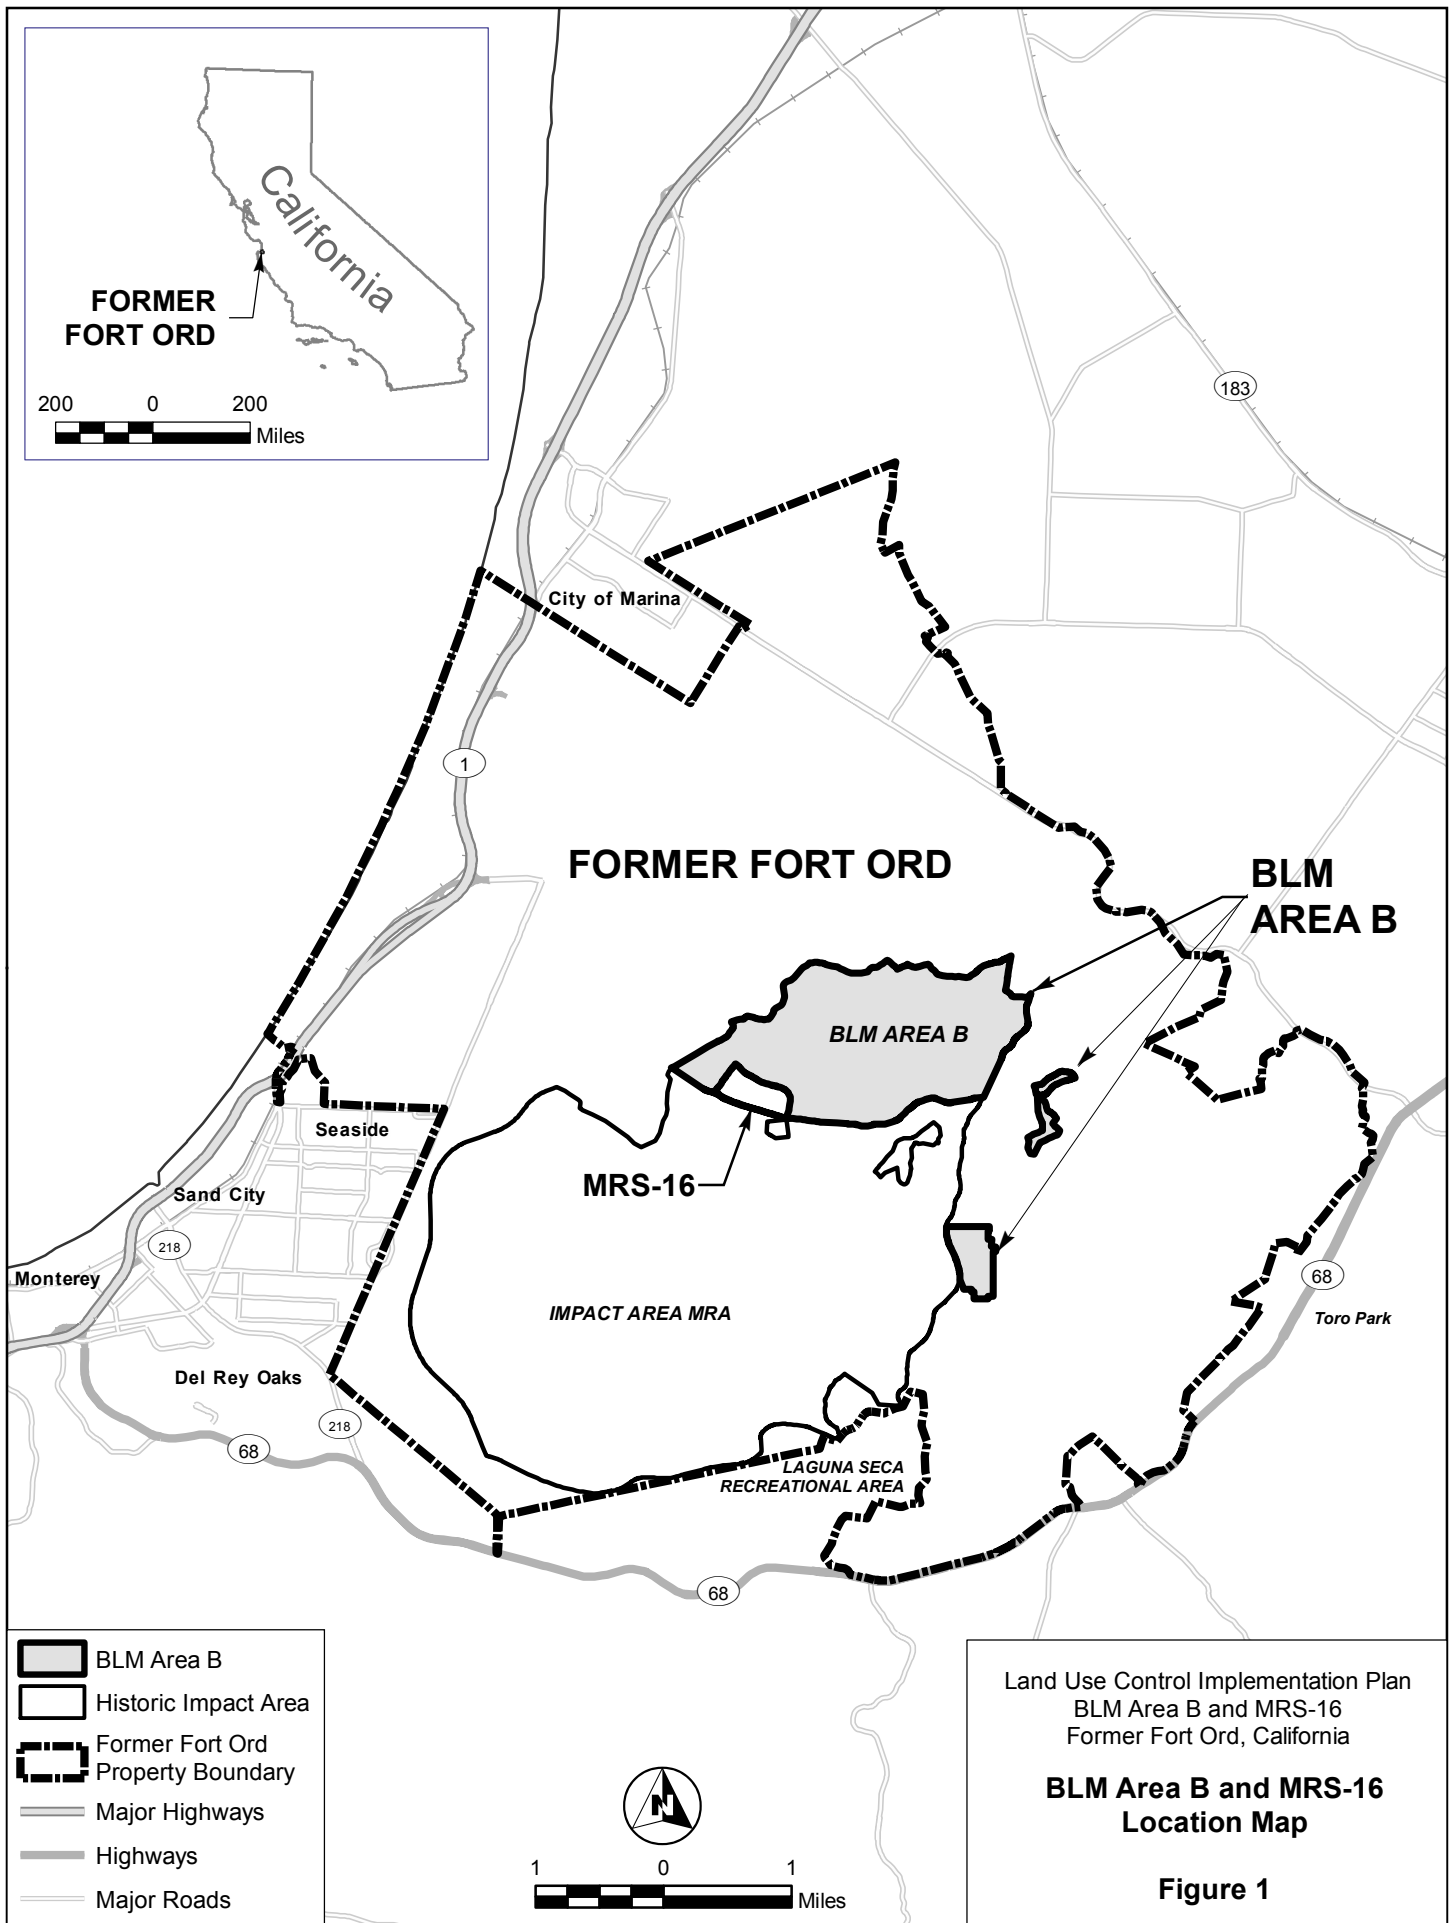 California
FORMER
FORT ORD
200 0 200
Miles
183
City of Marina
1
FORMER FORT ORD
BLM
AREA B
BLM AREA B
Seaside
MRS-16
Sand City
218
Monterey
68
IMPACT AREA MRA
Toro Park
Del Rey Oaks
218
68
LAGUNA SECA
RECREATIONAL AREA
68
BLM Area B
Historic Impact Area
Former Fort Ord
Property Boundary
Major Highways
Highways
Major Roads
N
1 0 1
Miles
Land Use Control Implementation Plan
BLM Area B and MRS-16
Former Fort Ord, California
BLM Area B and MRS-16
Location Map
Figure 1